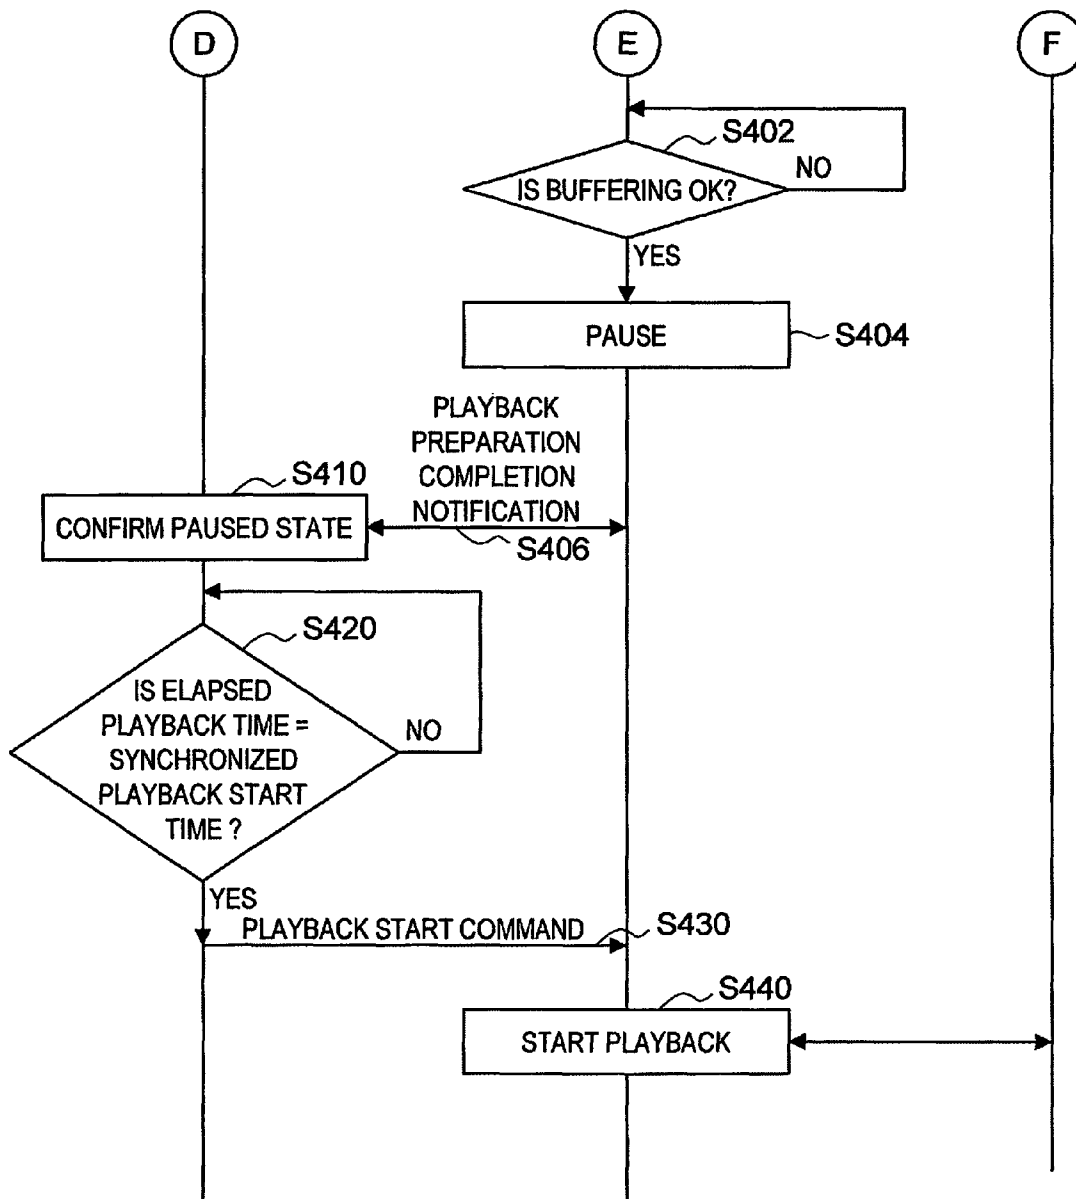 D
E
F
S402
NO
IS BUFFERING OK?
YES
PAUSE
S404
PLAYBACK
PREPARATION
COMPLETION
NOTIFICATION
S410
CONFIRM PAUSED STATE
S406
S420
IS ELAPSED
PLAYBACK TIME =
SYNCHRONIZED
PLAYBACK START
TIME ?
NO
YES
PLAYBACK START COMMAND
S430
S440
START PLAYBACK